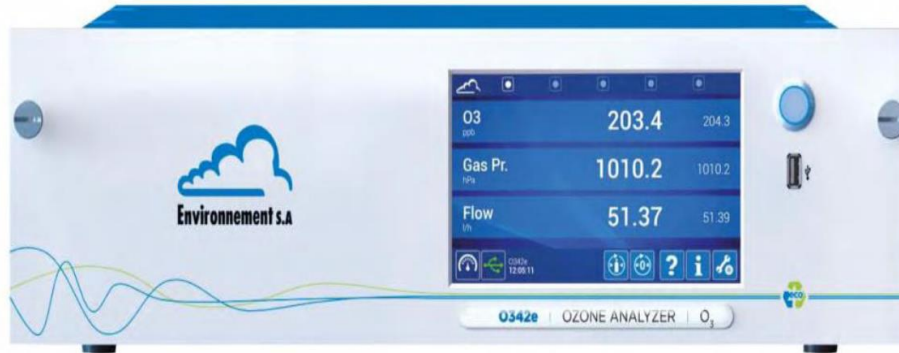 O3
ppb
203.4
204.3
Gas Pr.
hPa
1010.2
1010.2
Flow
l/h
51.37
51.39
O342e
12:05:11
Environnement s.a
eco
O342e | OZONE ANALYZER | O3